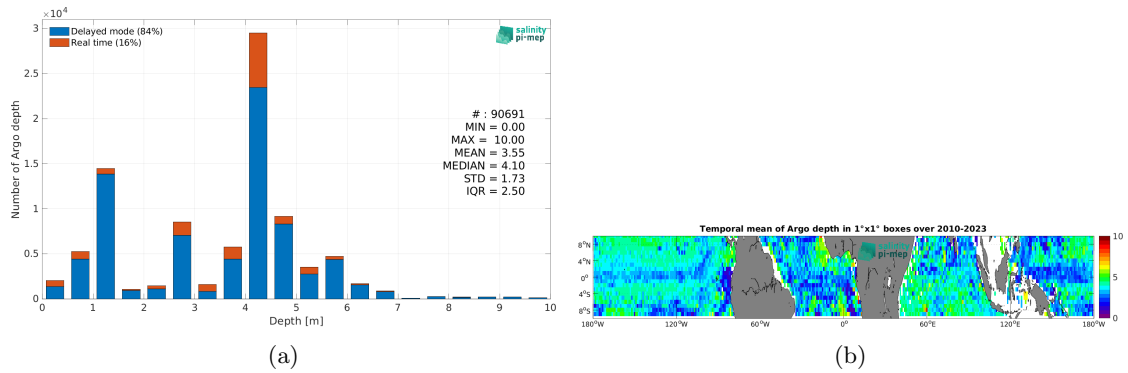 ×10⁴
Delayed mode (84%)
Real time (16%)
salinity
pi-mep
3
2.5
2
1.5
1
0.5
0
Number of Argo depth
# : 90691
MIN = 0.00
MAX = 10.00
MEAN = 3.55
MEDIAN = 4.10
STD = 1.73
IQR = 2.50
0 1 2 3 4 5 6 7 8 9 10
Depth [m]
(a)
Temporal mean of Argo depth in 1°x1° boxes over 2010-2023
salinity
pi-mep
8°N
4°N
0°
4°S
8°S
180°W 120°W 60°W 0° 60°E 120°E 180°W
10
5
0
(b)